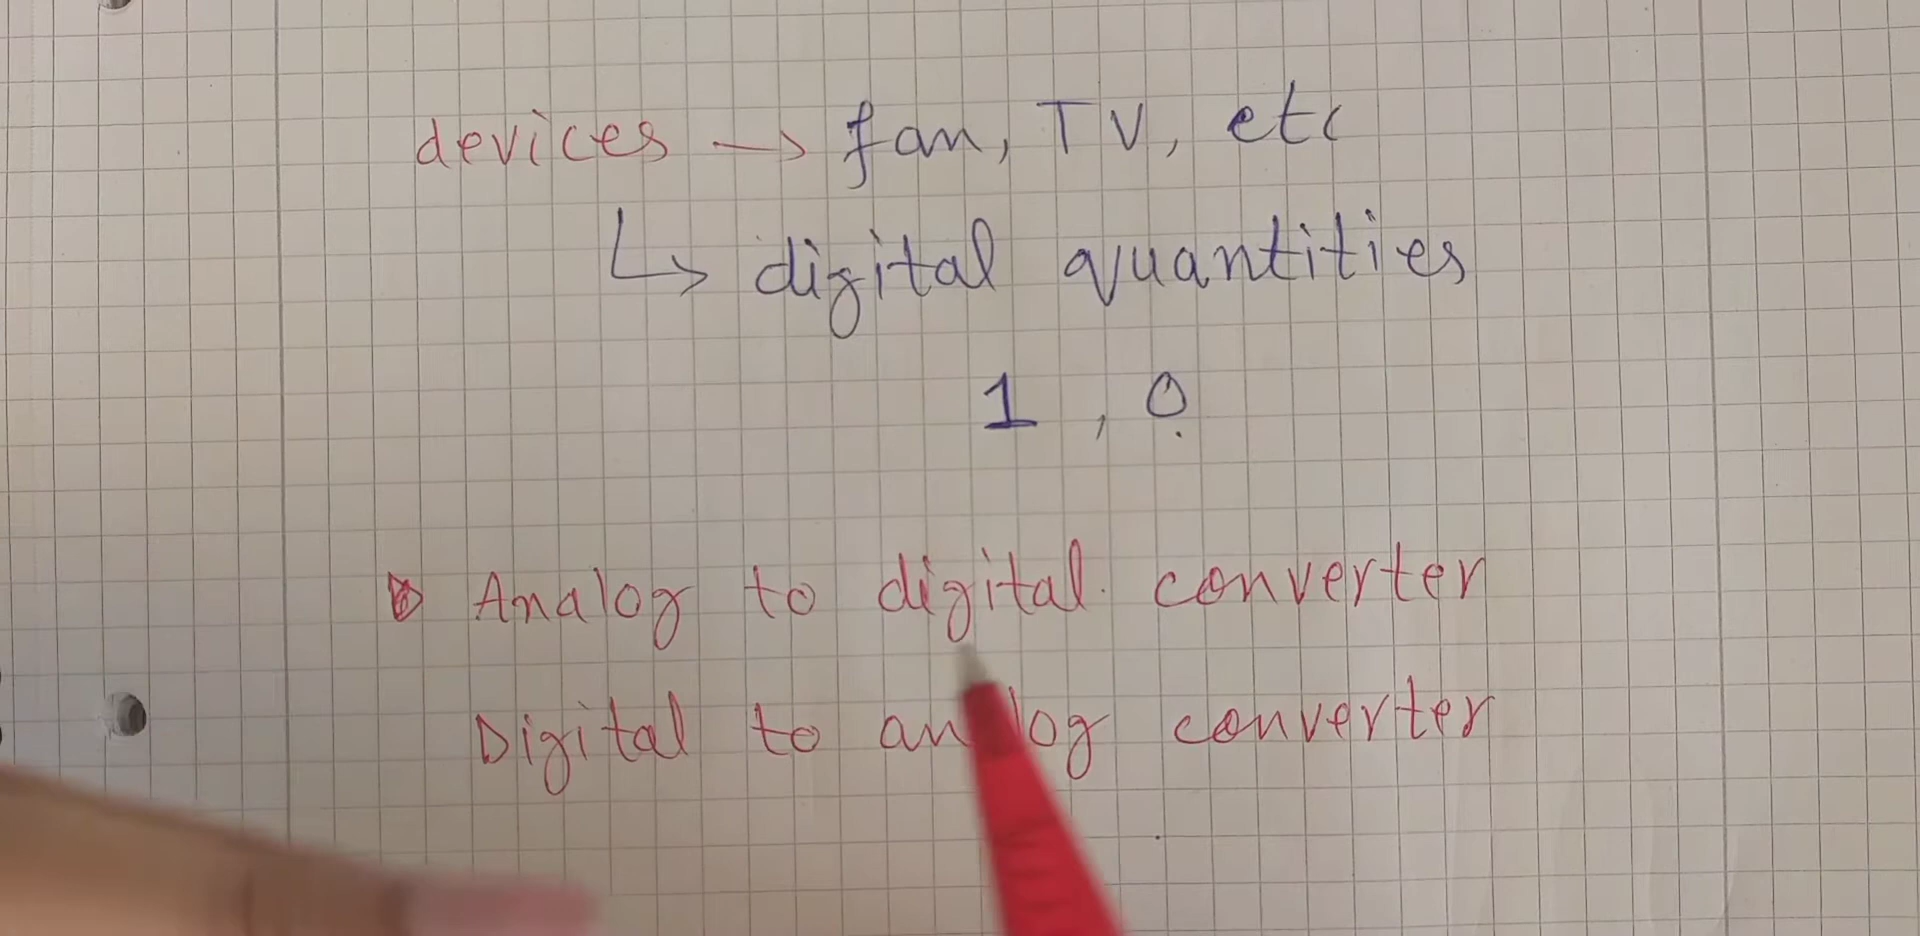 devices → fan, TV, etc
↳ digital quantities
1 , 0
Analog to digital converter
Digital to analog converter